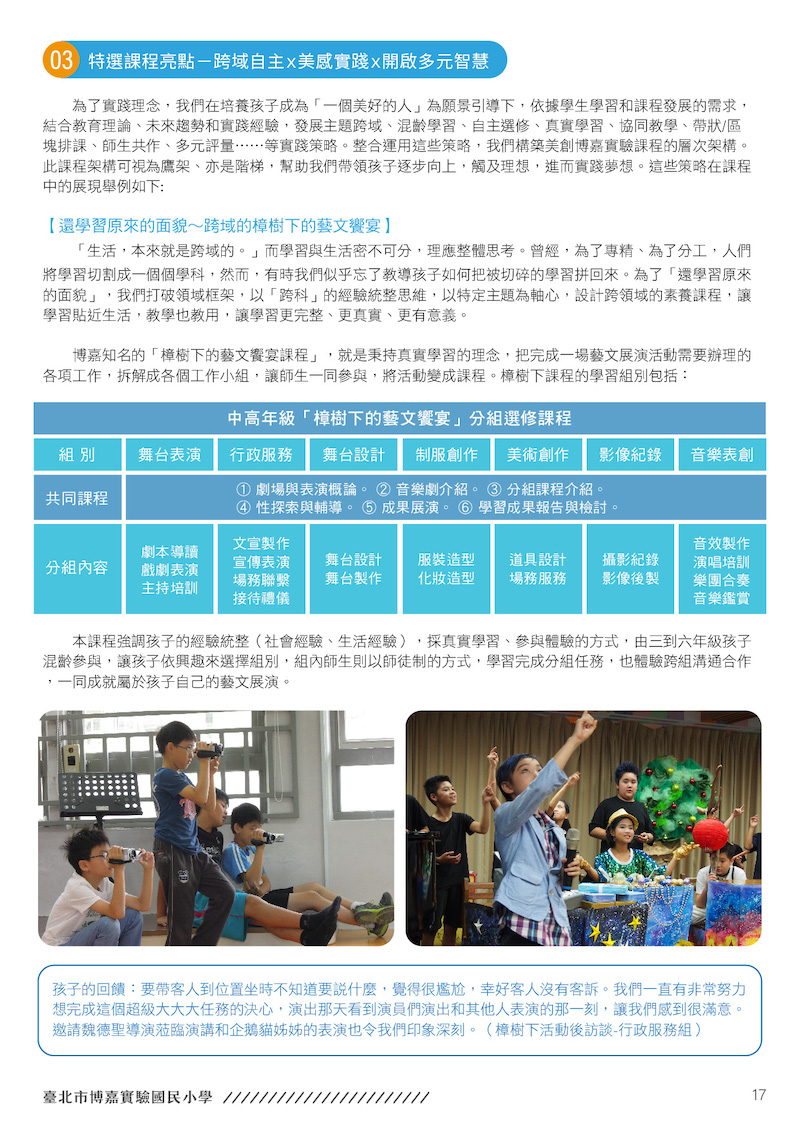 03 特選課程亮點－跨域自主x美感實踐x開啟多元智慧
為了實踐理念，我們在培養孩子成為「一個美好的人」為願景引導下，依據學生學習和課程發展的需求，
結合教育理論、未來趨勢和實踐經驗，發展主題跨域、混齡學習、自主選修、真實學習、協同教學、帶狀/區
塊排課、師生共作、多元評量⋯⋯等實踐策略。整合運用這些策略，我們構築美創博嘉實驗課程的層次架構。
此課程架構可視為鷹架、亦是階梯，幫助我們帶領孩子逐步向上，觸及理想，進而實踐夢想。這些策略在課程
中的展現舉例如下:
【還學習原來的面貌～跨域的樟樹下的藝文饗宴】
「生活，本來就是跨域的。」而學習與生活密不可分，理應整體思考。曾經，為了專精、為了分工，人們
將學習切割成一個個學科，然而，有時我們似乎忘了教導孩子如何把被切碎的學習拼回來。為了「還學習原來
的面貌」，我們打破領域框架，以「跨科」的經驗統整思維，以特定主題為軸心，設計跨領域的素養課程，讓
學習貼近生活，教學也教用，讓學習更完整、更真實、更有意義。
博嘉知名的「樟樹下的藝文饗宴課程」，就是秉持真實學習的理念，把完成一場藝文展演活動需要辦理的
各項工作，拆解成各個工作小組，讓師生一同參與，將活動變成課程。樟樹下課程的學習組別包括：
中高年級「樟樹下的藝文饗宴」分組選修課程
組 別 舞台表演 行政服務 舞台設計 制服創作 美術創作 影像紀錄 音樂表創
共同課程
① 劇場與表演概論。 ② 音樂劇介紹。 ③ 分組課程介紹。
④ 性探索與輔導。 ⑤ 成果展演。 ⑥ 學習成果報告與檢討。
分組內容
劇本導讀
戲劇表演
主持培訓
文宣製作
宣傳表演
場務聯繫
接待禮儀
舞台設計
舞台製作
服裝造型
化妝造型
道具設計
場務服務
攝影紀錄
影像後製
音效製作
演唱培訓
樂團合奏
音樂鑑賞
本課程強調孩子的經驗統整（社會經驗、生活經驗），採真實學習、參與體驗的方式，由三到六年級孩子
混齡參與，讓孩子依興趣來選擇組別，組內師生則以師徒制的方式，學習完成分組任務，也體驗跨組溝通合作
，一同成就屬於孩子自己的藝文展演。
孩子的回饋：要帶客人到位置坐時不知道要說什麼，覺得很尷尬，幸好客人沒有客訴。我們一直有非常努力
想完成這個超級大大大任務的決心，演出那天看到演員們演出和其他人表演的那一刻，讓我們感到很滿意。
邀請魏德聖導演蒞臨演講和企鵝貓姊姊的表演也令我們印象深刻。（樟樹下活動後訪談-行政服務組）
臺北市博嘉實驗國民小學 ///////////////////////
17